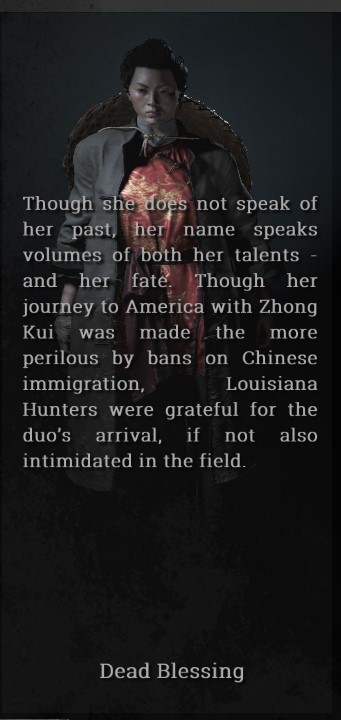 Though she does not speak of
her past, her name speaks
volumes of both her talents -
and her fate. Though her
journey to America with Zhong
Kui was made the more
perilous by bans on Chinese
immigration, Louisiana
Hunters were grateful for the
duo's arrival, if not also
intimidated in the field.
Dead Blessing